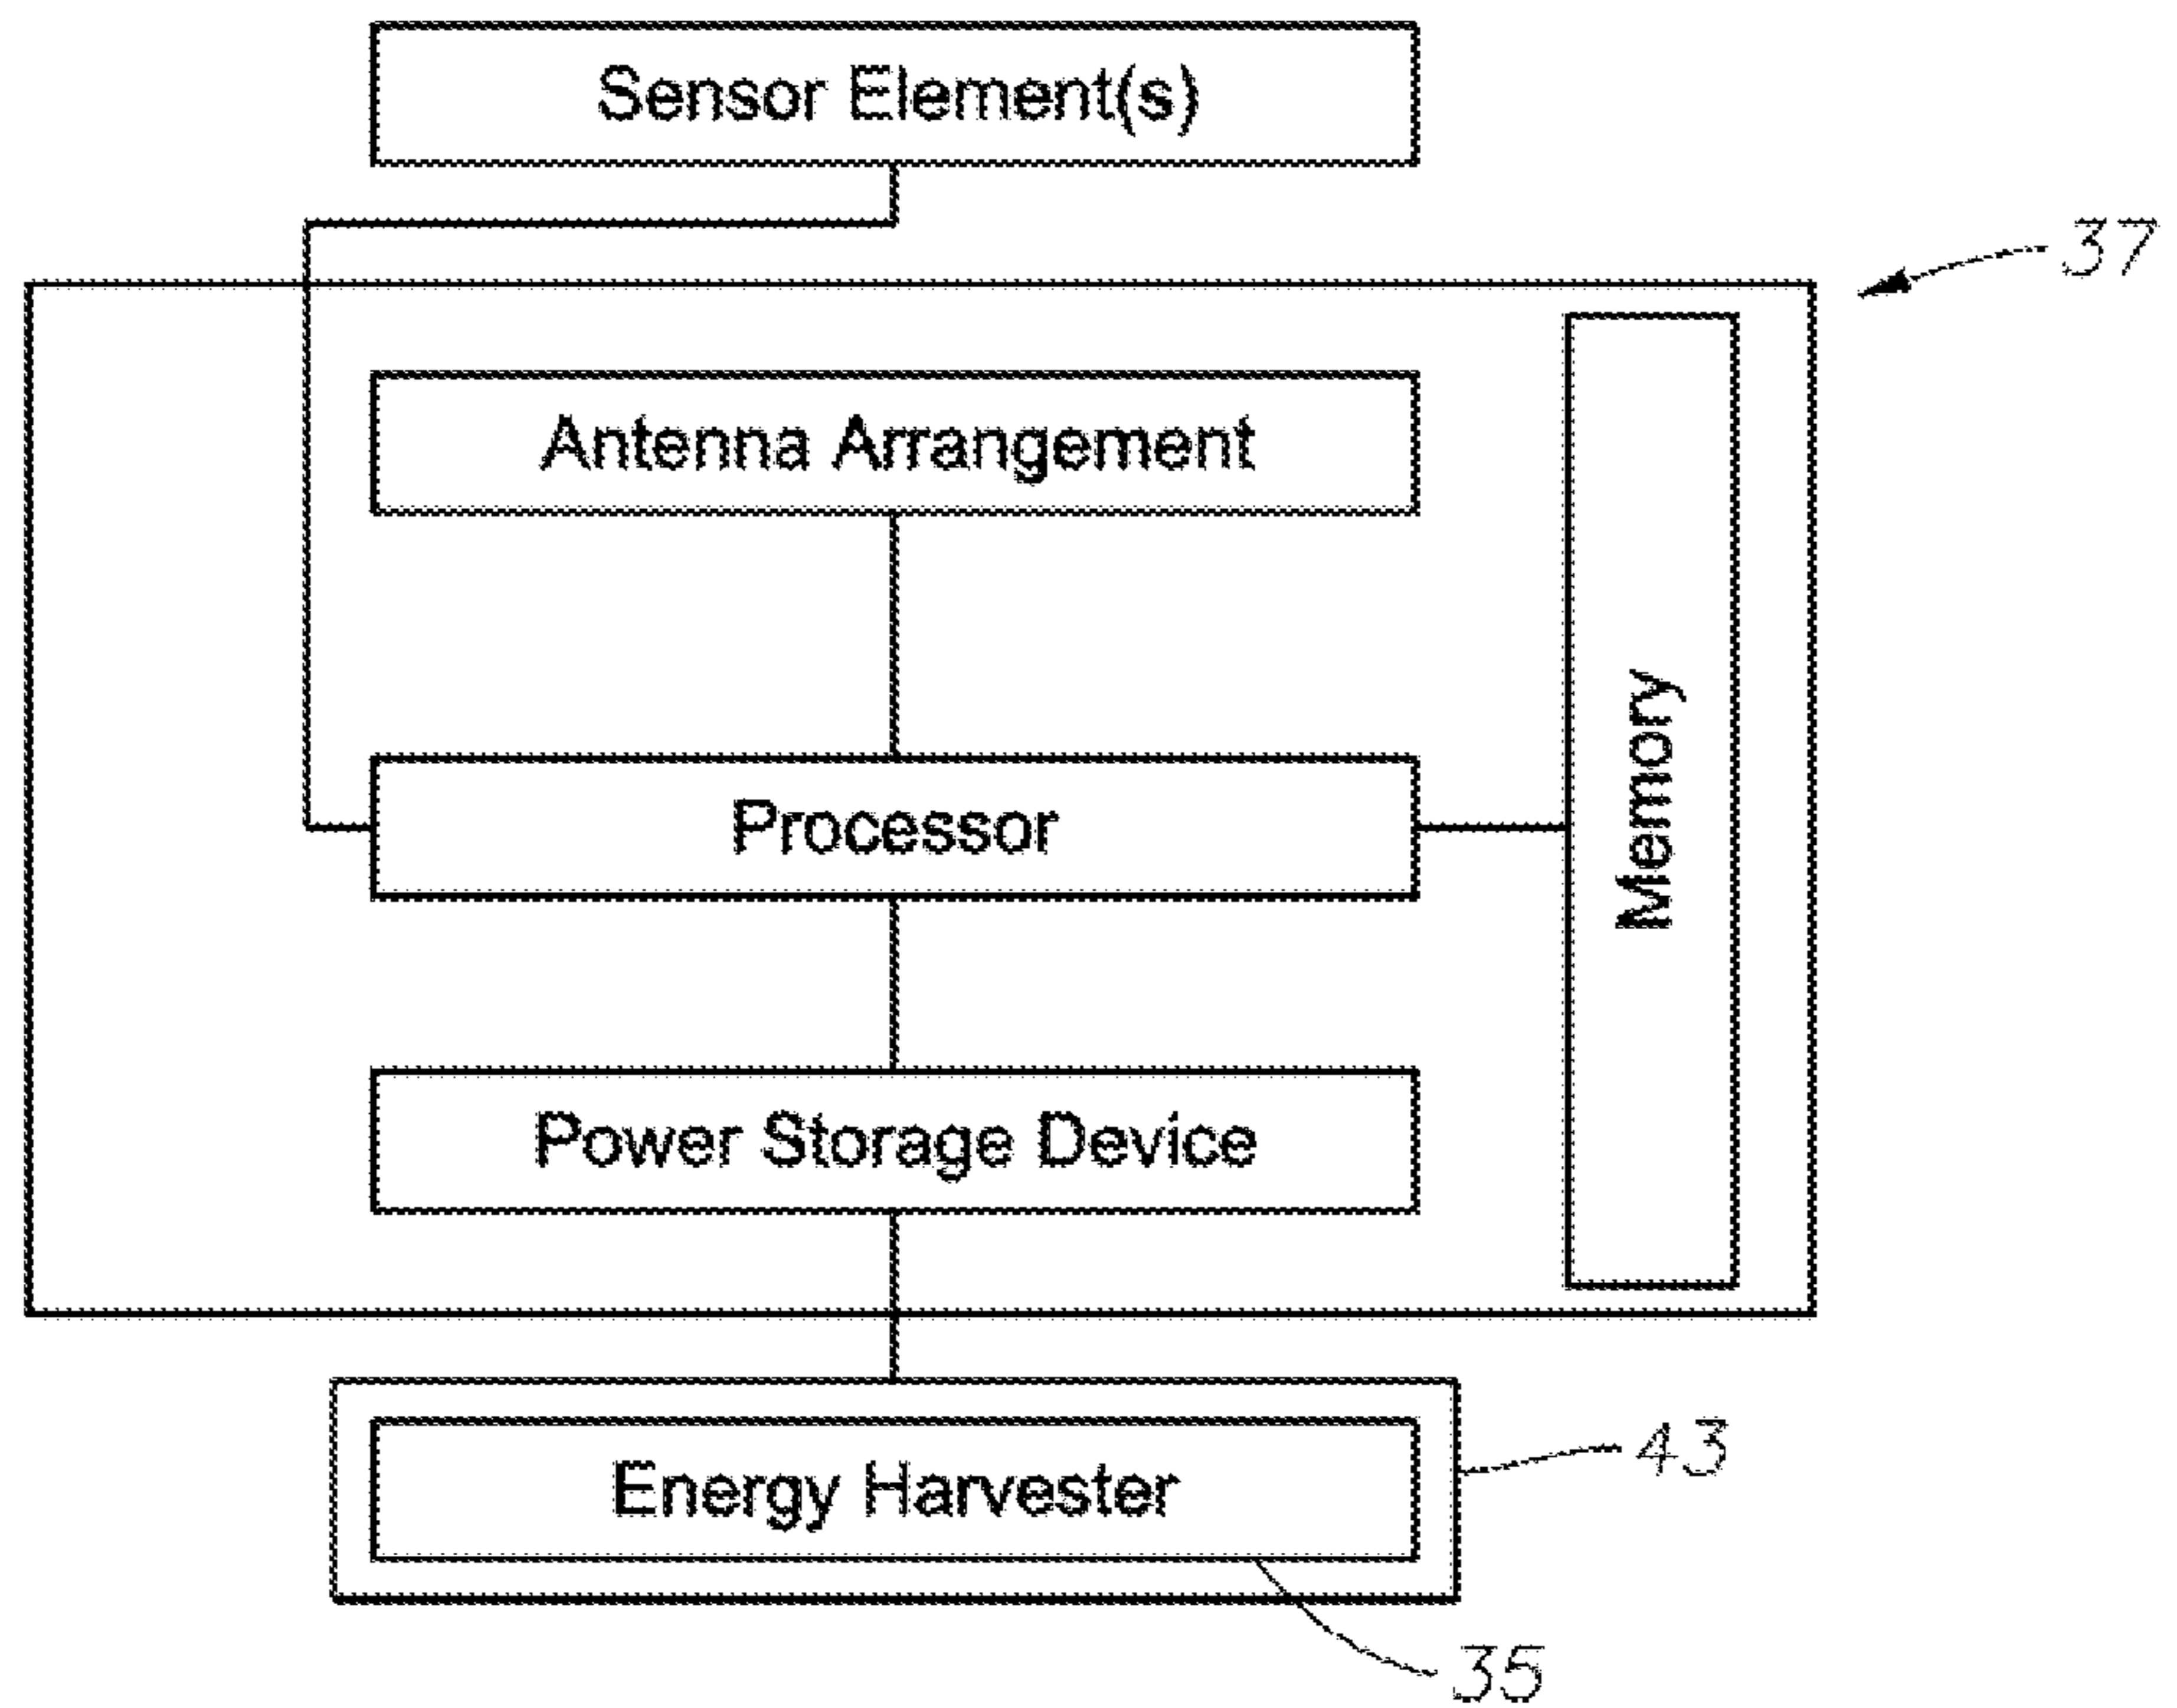 Sensor Element(s)
37
Antenna Arrangement
Processor
Memory
Power Storage Device
Energy Harvester
43
35